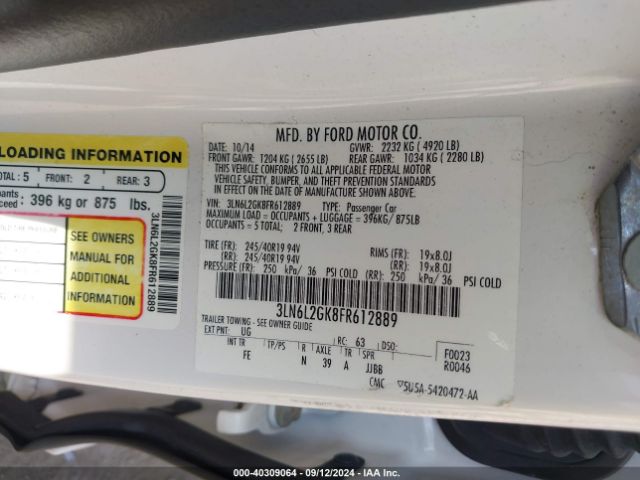 LOADING INFORMATION
TOTAL: 5 FRONT: 2 REAR: 3
396 kg or 875 lbs.
SEE OWNERS
MANUAL FOR
ADDITIONAL
INFORMATION
3LN6L2GK8FR612889
MFD. BY FORD MOTOR CO.
DATE: 10/14 GVWR: 2232 KG ( 4920 LB)
FRONT GAWR: 1204 KG ( 2655 LB) REAR GAWR: 1034 KG ( 2280 LB)
THIS VEHICLE CONFORMS TO ALL APPLICABLE FEDERAL MOTOR
VEHICLE SAFETY, BUMPER, AND THEFT PREVENTION STANDARDS
IN EFFECT ON THE DATE OF MANUFACTURE SHOWN ABOVE.
VIN: 3LN6L2GK8FR612889 TYPE: Passenger Car
MAXIMUM LOAD = OCCUPANTS + LUGGAGE = 396KG/ 875LB
OCCUPANTS = 5 TOTAL; 2 FRONT, 3 REAR
TIRE (FR): 245/40R19 94V RIMS (FR): 19x8.0J
(RR): 245/40R19 94V (RR): 19x8.0J
PRESSURE (FR): 250 kPa/ 36 PSI COLD (RR): 250 kPa/ 36 PSI COLD
3LN6L2GK8FR612889
TRAILER TOWING - SEE OWNER GUIDE
EXT PNT: UG RC: 63 DSO: F0023
INT TR TP/PS R AXLE TR SPR R0046
FE N 39 A JJBB
CMC 5U5A-5420472-AA
000-40309064 - 09/12/2024 - IAA Inc.